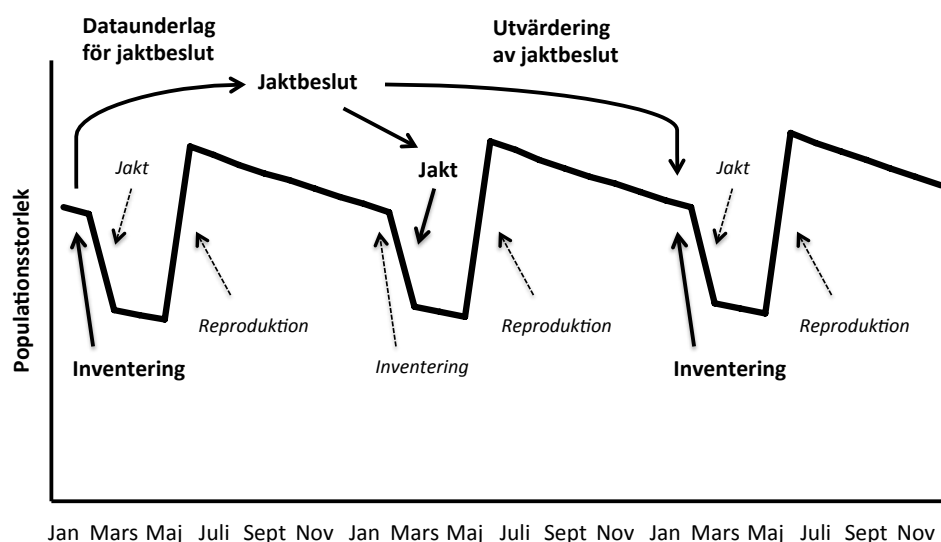 Dataunderlag
för jaktbeslut
Utvärdering
av jaktbeslut
Jaktbeslut
Jakt
Jakt
Jakt
Populationsstorlek
Reproduktion
Reproduktion
Reproduktion
Inventering
Inventering
Inventering
Jan Mars Maj Juli Sept Nov Jan Mars Maj Juli Sept Nov Jan Mars Maj Juli Sept Nov